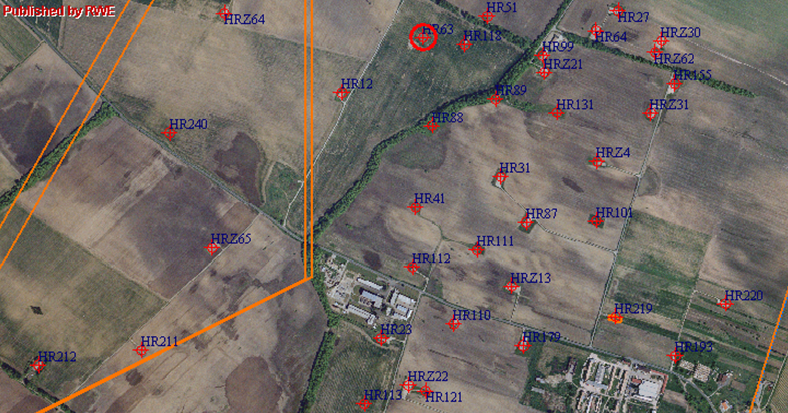 Published by RWE
HRZ64
HR51
HR27
HR63
HR118
HR64
HRZ30
HR99
HRZ62
HRZ21
HR155
HR12
HR89
HR131
HRZ31
HR240
HR88
HRZ4
HR31
HR41
HR87
HR101
HRZ65
HR111
HR112
HRZ13
HR220
HR110
HR219
HR23
HR179
HR211
HR193
HR212
HRZ22
HR113
HR121